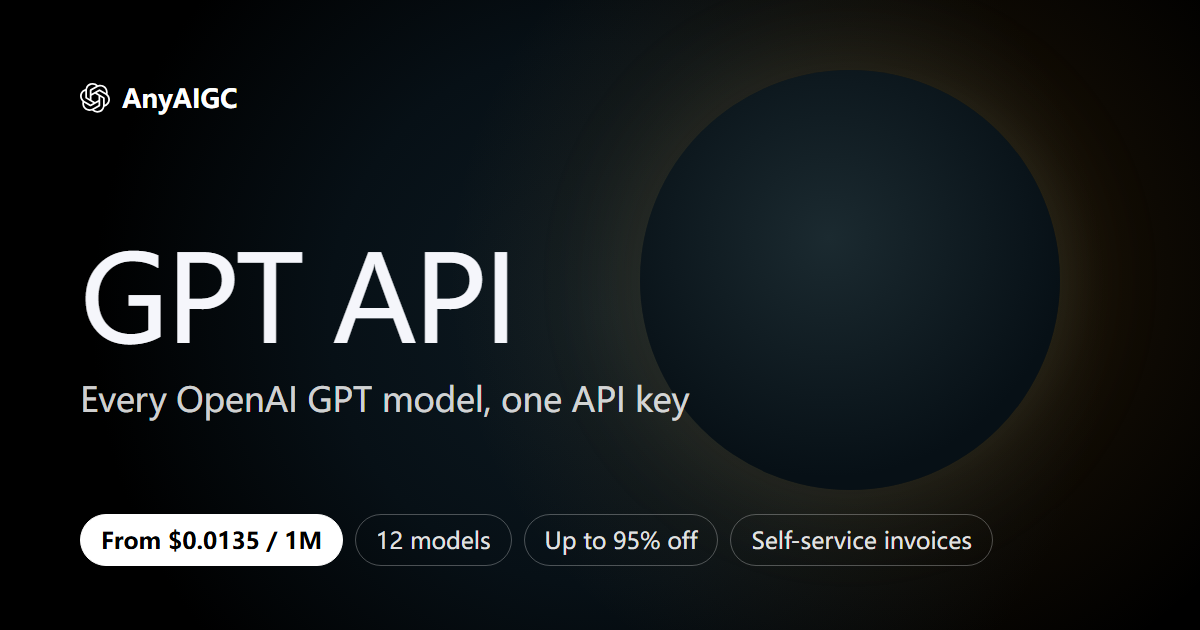 AnyAIGC
GPT API
Every OpenAI GPT model, one API key
From $0.0135 / 1M
12 models
Up to 95% off
Self-service invoices